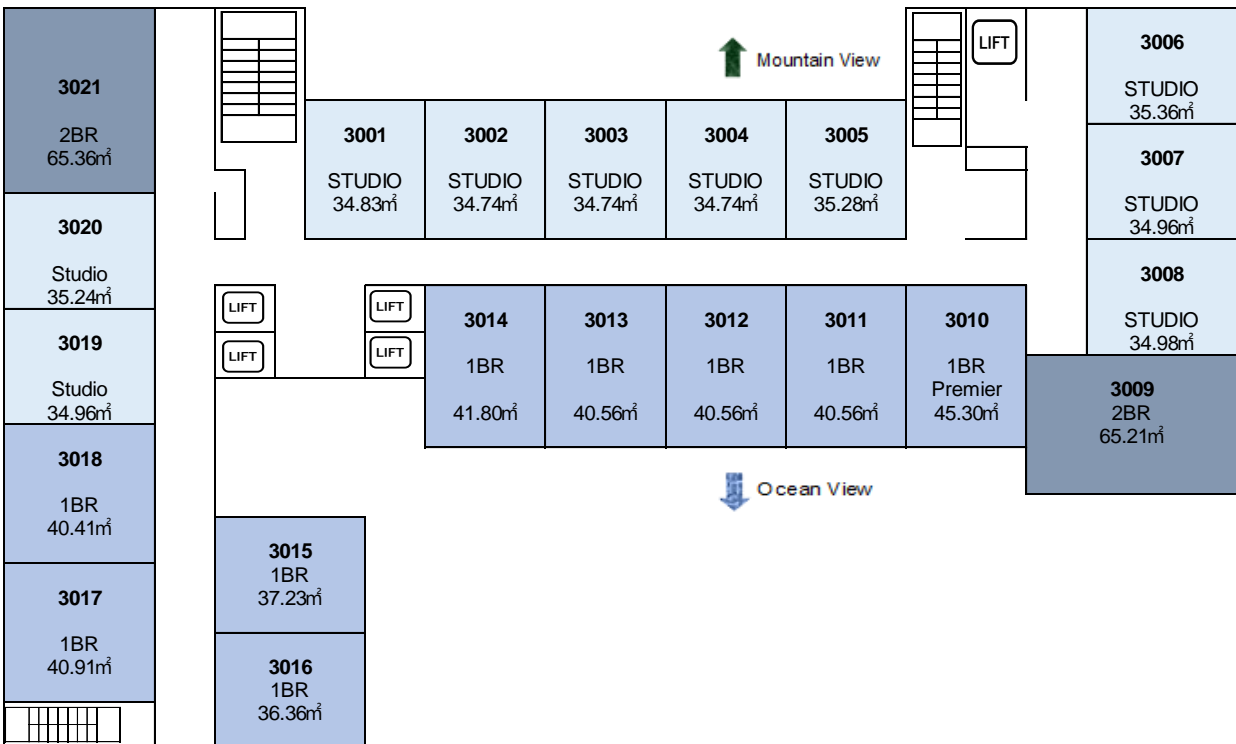 3021
2BR
65.36㎡
3020
Studio
35.24㎡
3019
Studio
34.96㎡
3018
1BR
40.41㎡
3017
1BR
40.91㎡
Mountain View
LIFT
3001
STUDIO
34.83㎡
3002
STUDIO
34.74㎡
3003
STUDIO
34.74㎡
3004
STUDIO
34.74㎡
3005
STUDIO
35.28㎡
3006
STUDIO
35.36㎡
3007
STUDIO
34.96㎡
3008
STUDIO
34.98㎡
LIFT
LIFT
LIFT
LIFT
3014
1BR
41.80㎡
3013
1BR
40.56㎡
3012
1BR
40.56㎡
3011
1BR
40.56㎡
3010
1BR
Premier
45.30㎡
3009
2BR
65.21㎡
Ocean View
3015
1BR
37.23㎡
3016
1BR
36.36㎡